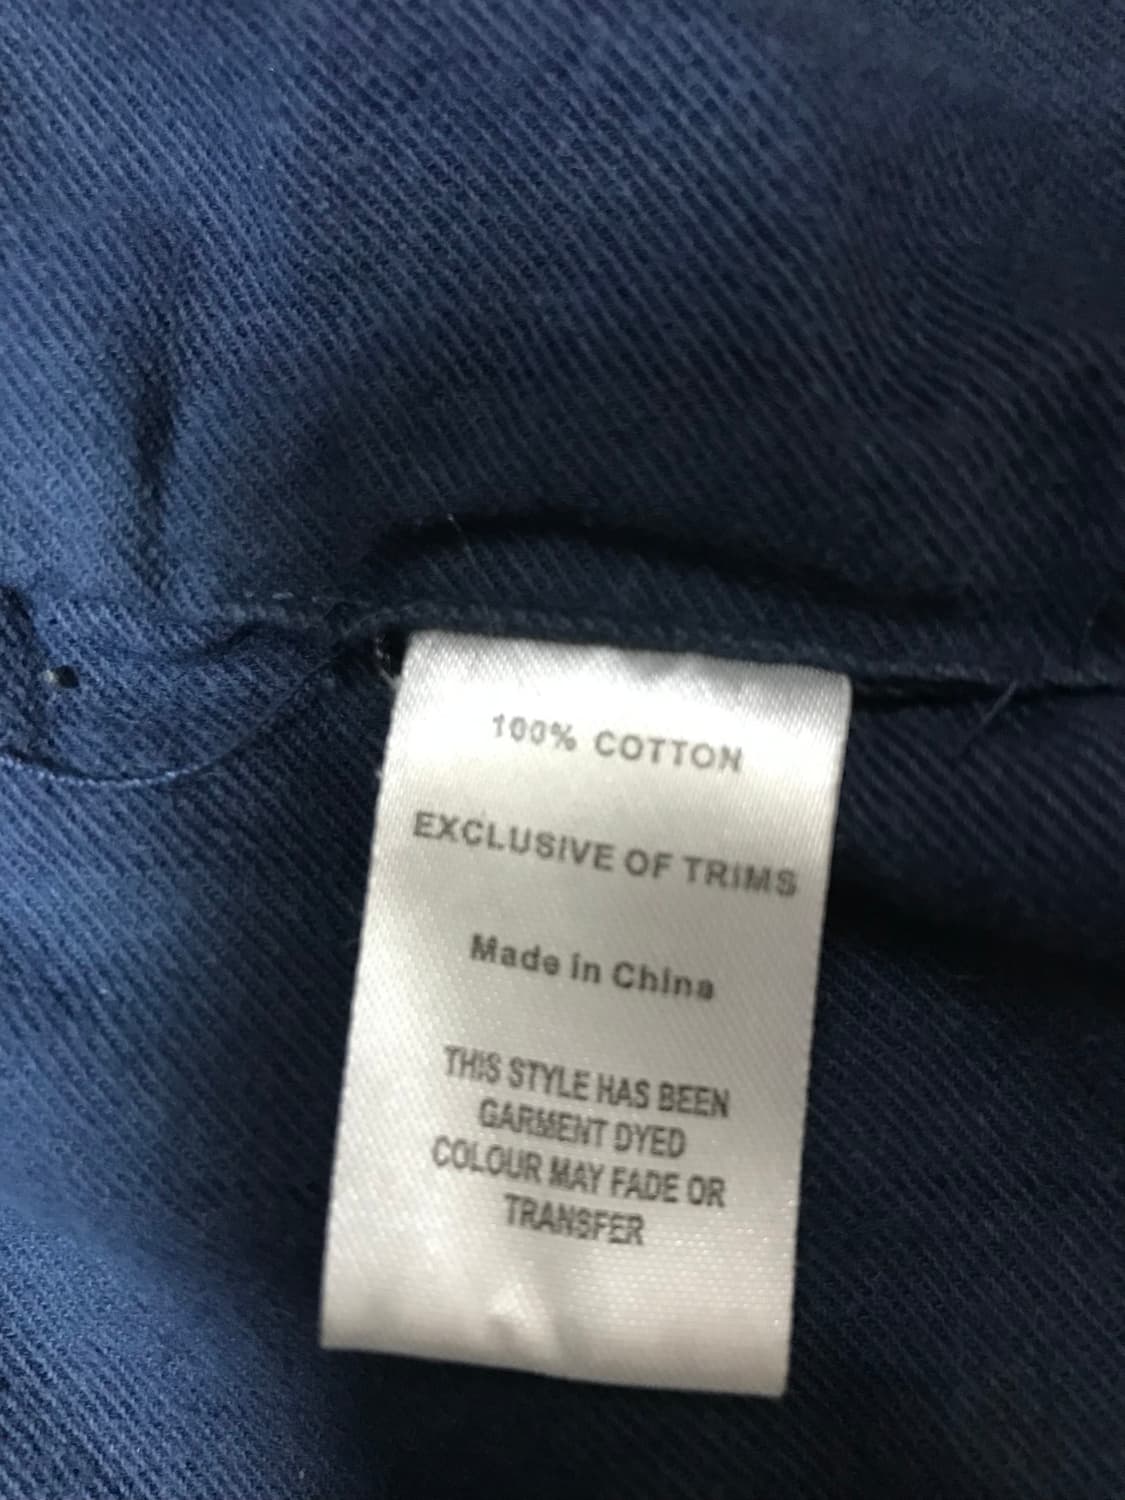 100% COTTON
EXCLUSIVE OF TRIMS
Made in China
THIS STYLE HAS BEEN
GARMENT DYED
COLOUR MAY FADE OR
TRANSFER